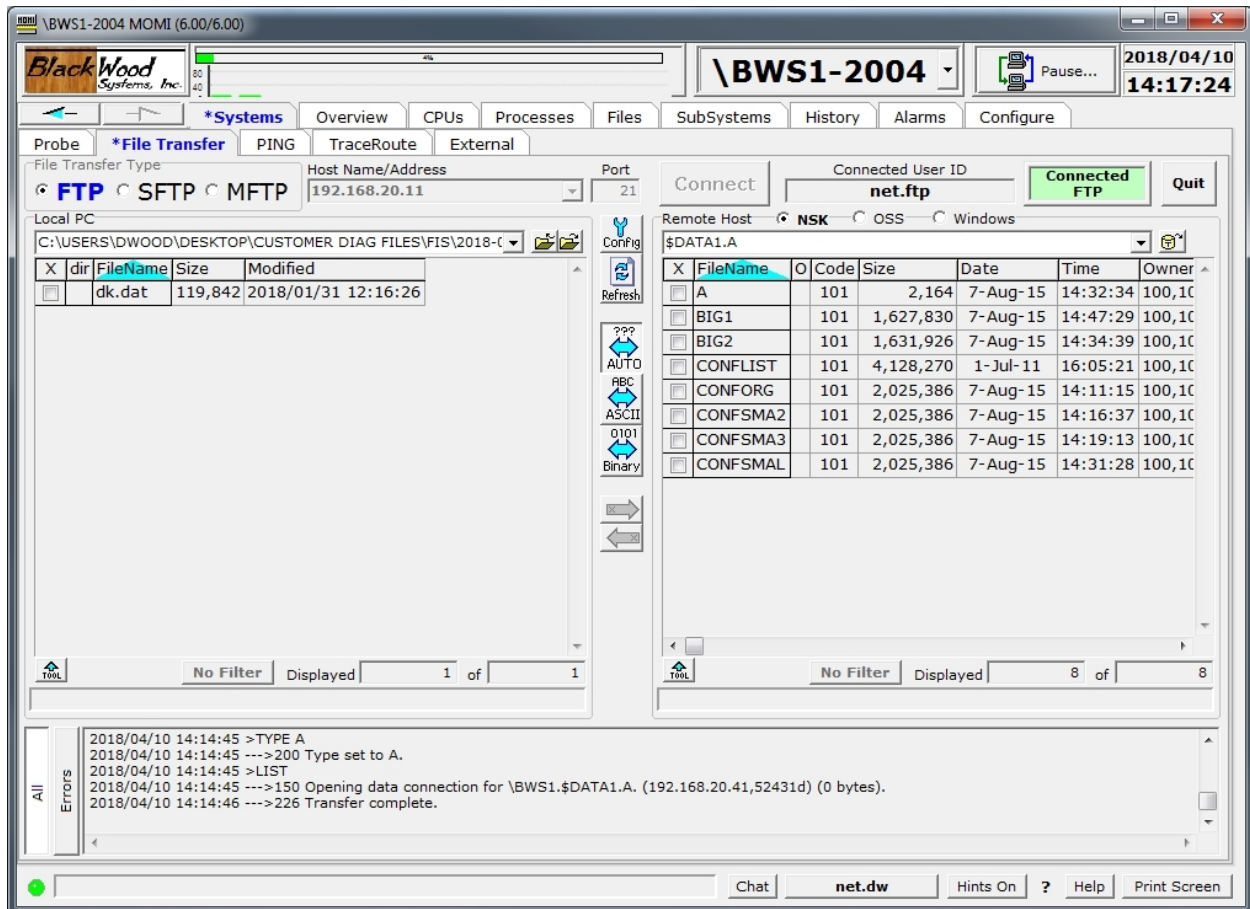 \BWS1-2004 MOMI (6.00/6.00)
BlackWood Systems, Inc.
80
40
4%
\BWS1-2004
Pause...
2018/04/10
14:17:24
*Systems Overview CPUs Processes Files SubSystems History Alarms Configure
Probe *File Transfer PING TraceRoute External
File Transfer Type
FTP SFTP MFTP
Host Name/Address
192.168.20.11
Port
21
Connect
Connected User ID
net.ftp
Connected FTP
Quit
Local PC
C:\USERS\DWOOD\DESKTOP\CUSTOMER DIAG FILES\FIS\2018-
X dir FileName Size Modified
dk.dat 119,842 2018/01/31 12:16:26
Config
Refresh
???
AUTO
ABC
ASCII
0101
Binary
Remote Host NSK OSS Windows
$DATA1.A
X FileName O Code Size Date Time Owner
A 101 2,164 7-Aug-15 14:32:34 100,10
BIG1 101 1,627,830 7-Aug-15 14:47:29 100,10
BIG2 101 1,631,926 7-Aug-15 14:34:39 100,10
CONFLIST 101 4,128,270 1-Jul-11 16:05:21 100,10
CONFORG 101 2,025,386 7-Aug-15 14:11:15 100,10
CONFSMA2 101 2,025,386 7-Aug-15 14:16:37 100,10
CONFSMA3 101 2,025,386 7-Aug-15 14:19:13 100,10
CONFSMAL 101 2,025,386 7-Aug-15 14:31:28 100,10
TOOL No Filter Displayed 1 of 1
TOOL No Filter Displayed 8 of 8
All
Errors
2018/04/10 14:14:45 >TYPE A
2018/04/10 14:14:45 --->200 Type set to A.
2018/04/10 14:14:45 >LIST
2018/04/10 14:14:45 --->150 Opening data connection for \BWS1.$DATA1.A. (192.168.20.41,52431d) (0 bytes).
2018/04/10 14:14:46 --->226 Transfer complete.
Chat net.dw Hints On ? Help Print Screen